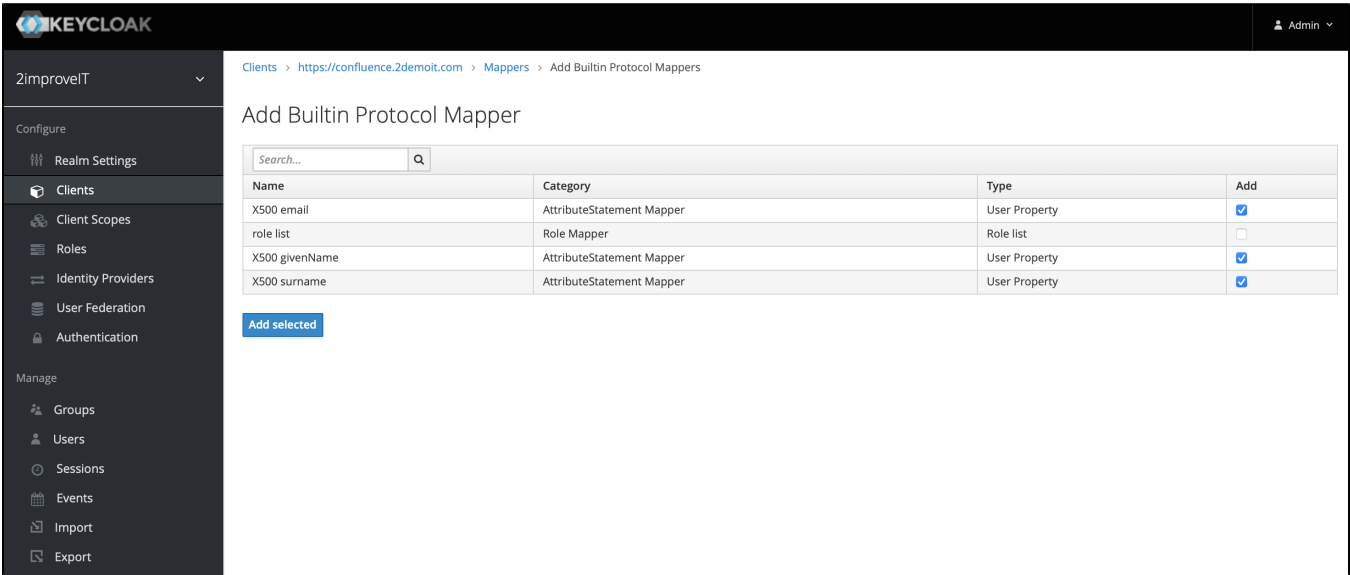 KEYCLOAK
Admin
2improveIT
Clients > https://confluence.2demoit.com > Mappers > Add Builtin Protocol Mappers
Add Builtin Protocol Mapper
Configure
Realm Settings
Clients
Client Scopes
Roles
Identity Providers
User Federation
Authentication
Manage
Groups
Users
Sessions
Events
Import
Export
Search...
Name Category Type Add
X500 email AttributeStatement Mapper User Property
role list Role Mapper Role list
X500 givenName AttributeStatement Mapper User Property
X500 surname AttributeStatement Mapper User Property
Add selected